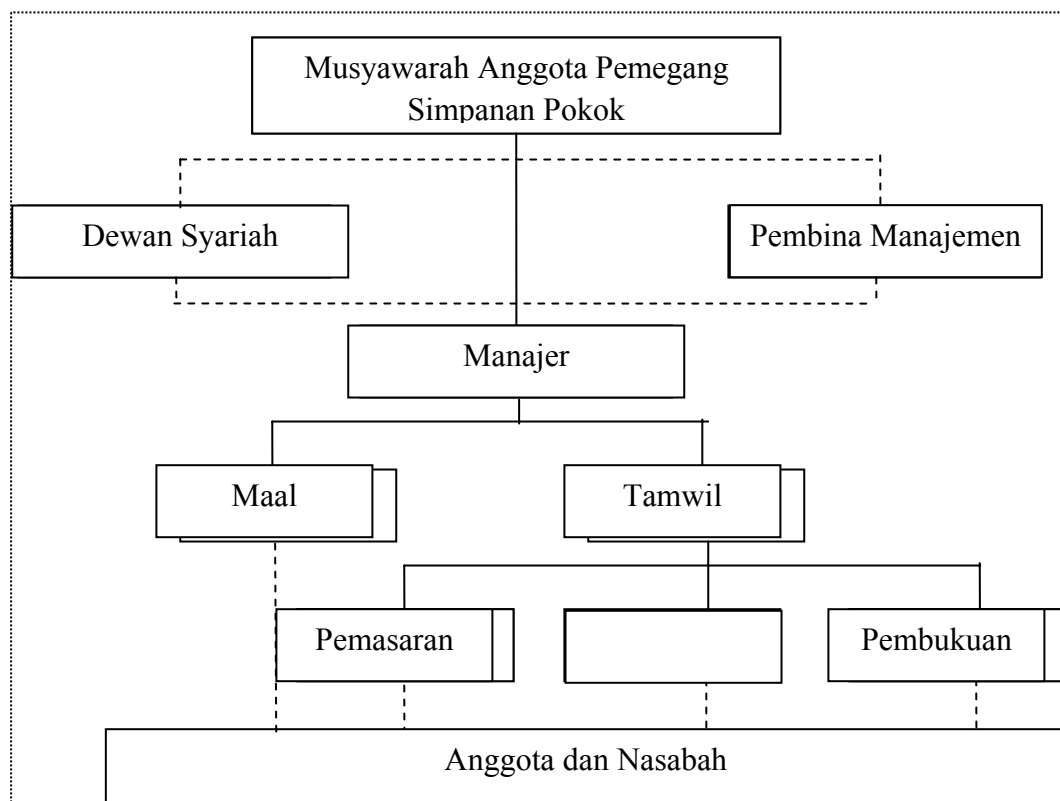 Musyawarah Anggota Pemegang
Simpanan Pokok
Dewan Syariah
Pembina Manajemen
Manajer
Maal
Tamwil
Pemasaran
Pembukuan
Anggota dan Nasabah